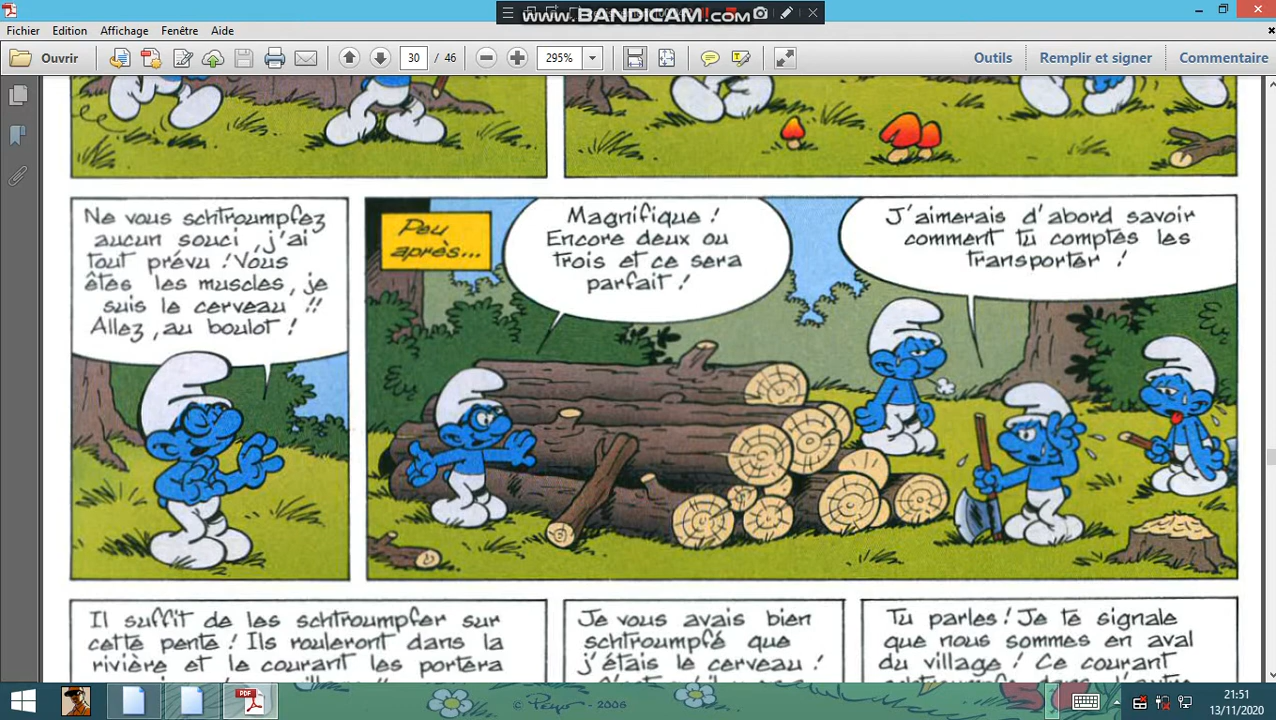 www.BANDICAM.com
Fichier Edition Affichage Fenêtre Aide
Ouvrir 30 / 46 295% Outils Remplir et signer Commentaire
Ne vous schtroumpfez
aucun souci, j'ai
tout prévu ! Vous
êtes les muscles, je
suis le cerveau !!
Allez, au boulot !
Peu
après...
Magnifique !
Encore deux ou
trois et ce sera
parfait !
J'aimerais d'abord savoir
comment tu comptes les
transporter !
Il suffit de les schtroumpfer sur
cette pente ! Ils rouleront dans la
rivière et le courant les portera
Je vous avais bien
schtroumpfé que
j'étais le cerveau !
Tu parles ! Je te signale
que nous sommes en aval
du village ! Ce courant
PDF
© Peyo - 2006
21:51
13/11/2020